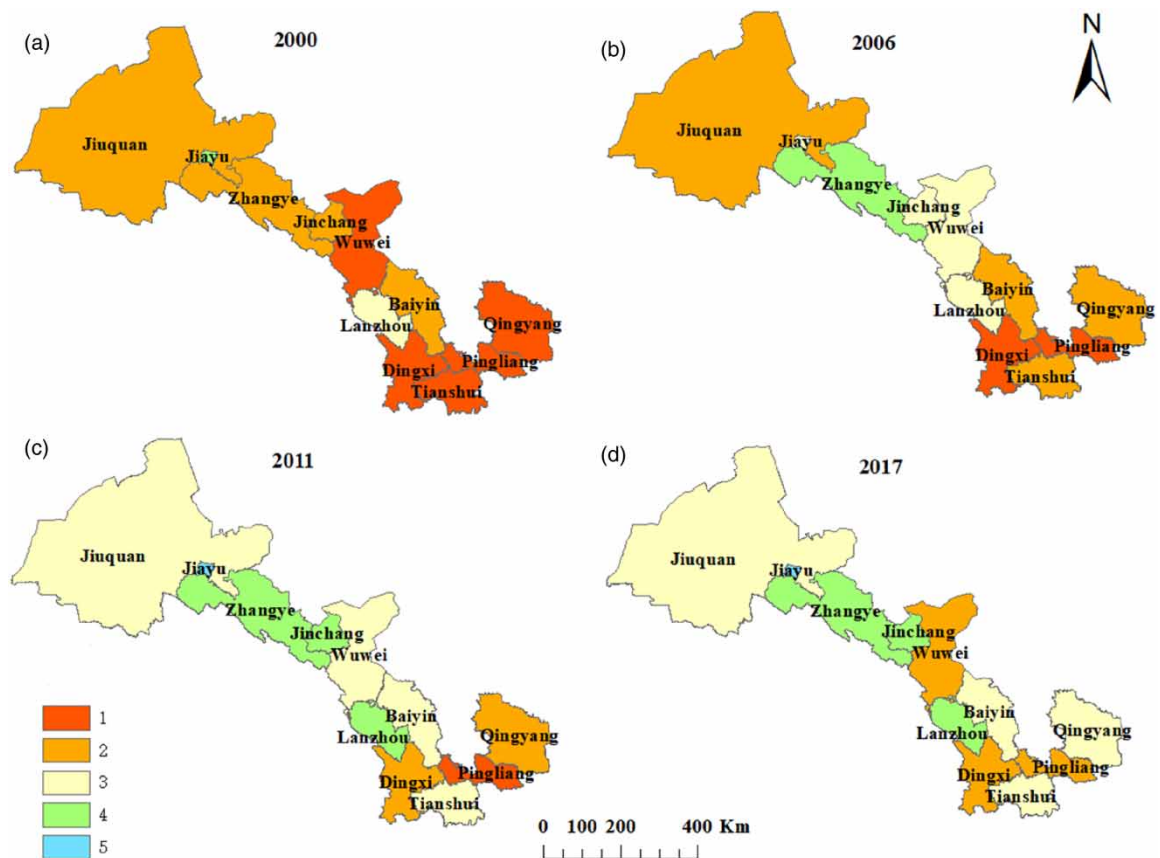 (a)
2000
Jiuquan
Jiayu
Zhangye
Jinchang
Wuwei
Baiyin
Lanzhou
Qingyang
Dingxi
Pingliang
Tianshui
(b)
2006
N
Jiuquan
Jiayu
Zhangye
Jinchang
Wuwei
Baiyin
Lanzhou
Qingyang
Dingxi
Pingliang
Tianshui
(c)
2011
Jiuquan
Jiayu
Zhangye
Jinchang
Wuwei
Baiyin
Lanzhou
Qingyang
Dingxi
Pingliang
Tianshui
1
2
3
4
5
(d)
2017
Jiuquan
Jiayu
Zhangye
Jinchang
Wuwei
Baiyin
Lanzhou
Qingyang
Dingxi
Pingliang
Tianshui
0 100 200 400 Km